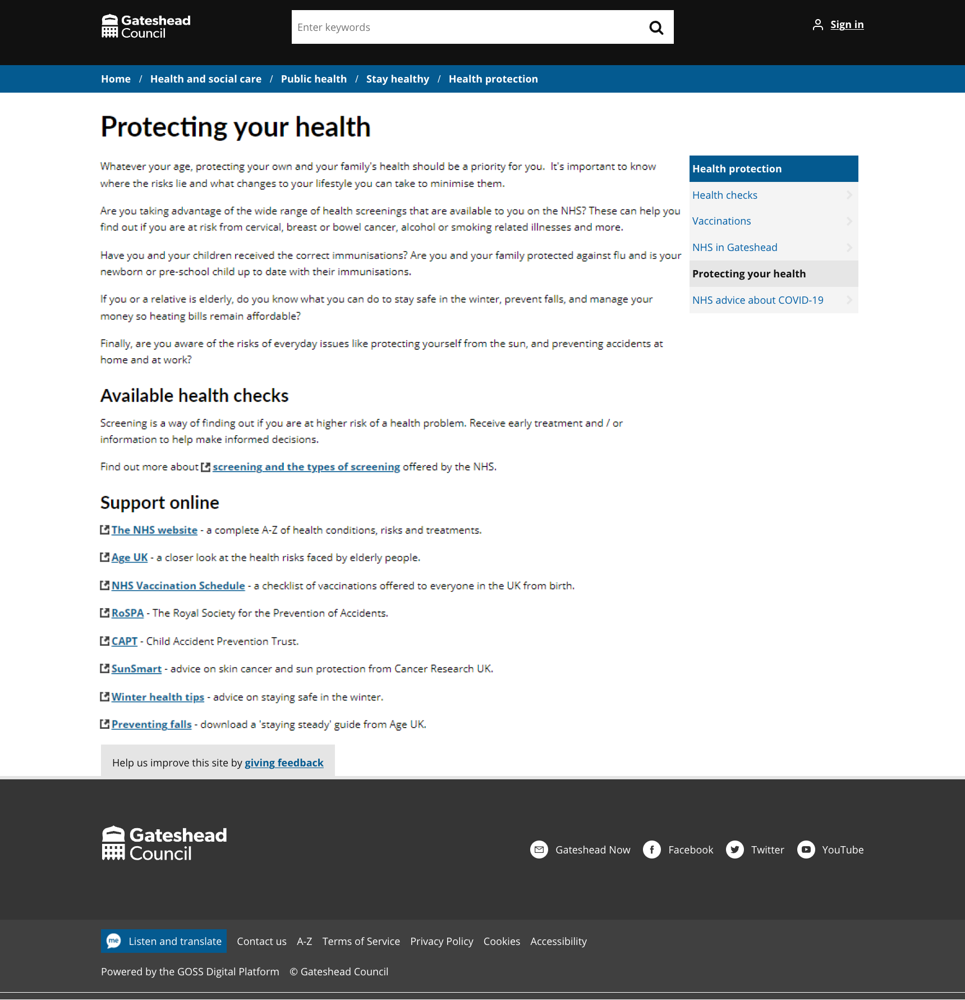 Gateshead
Council
Enter keywords
Sign in
Home / Health and social care / Public health / Stay healthy / Health protection
Protecting your health
Whatever your age, protecting your own and your family's health should be a priority for you.  It's important to know
where the risks lie and what changes to your lifestyle you can take to minimise them.
Are you taking advantage of the wide range of health screenings that are available to you on the NHS? These can help you
find out if you are at risk from cervical, breast or bowel cancer, alcohol or smoking related illnesses and more.
Have you and your children received the correct immunisations? Are you and your family protected against flu and is your
newborn or pre-school child up to date with their immunisations.
If you or a relative is elderly, do you know what you can do to stay safe in the winter, prevent falls, and manage your
money so heating bills remain affordable?
Finally, are you aware of the risks of everyday issues like protecting yourself from the sun, and preventing accidents at
home and at work?
Available health checks
Screening is a way of finding out if you are at higher risk of a health problem. Receive early treatment and / or
information to help make informed decisions.
Find out more about screening and the types of screening offered by the NHS.
Support online
The NHS website - a complete A-Z of health conditions, risks and treatments.
Age UK - a closer look at the health risks faced by elderly people.
NHS Vaccination Schedule - a checklist of vaccinations offered to everyone in the UK from birth.
RoSPA - The Royal Society for the Prevention of Accidents.
CAPT - Child Accident Prevention Trust.
SunSmart - advice on skin cancer and sun protection from Cancer Research UK.
Winter health tips - advice on staying safe in the winter.
Preventing falls - download a 'staying steady' guide from Age UK.
Health protection
Health checks
Vaccinations
NHS in Gateshead
Protecting your health
NHS advice about COVID-19
Help us improve this site by giving feedback
Gateshead
Council
Gateshead Now
Facebook
Twitter
YouTube
me Listen and translate
Contact us
A-Z
Terms of Service
Privacy Policy
Cookies
Accessibility
Powered by the GOSS Digital Platform
© Gateshead Council